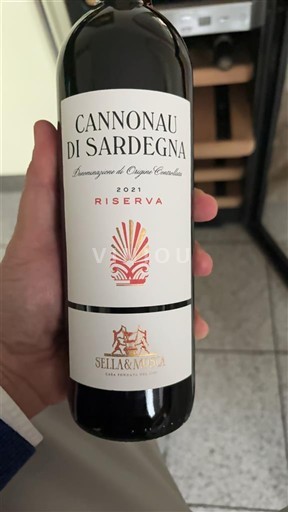 CANNONAU
DI SARDEGNA
Denominazione di Origine Controllata
2021
RISERVA
SELLA&MOSCA